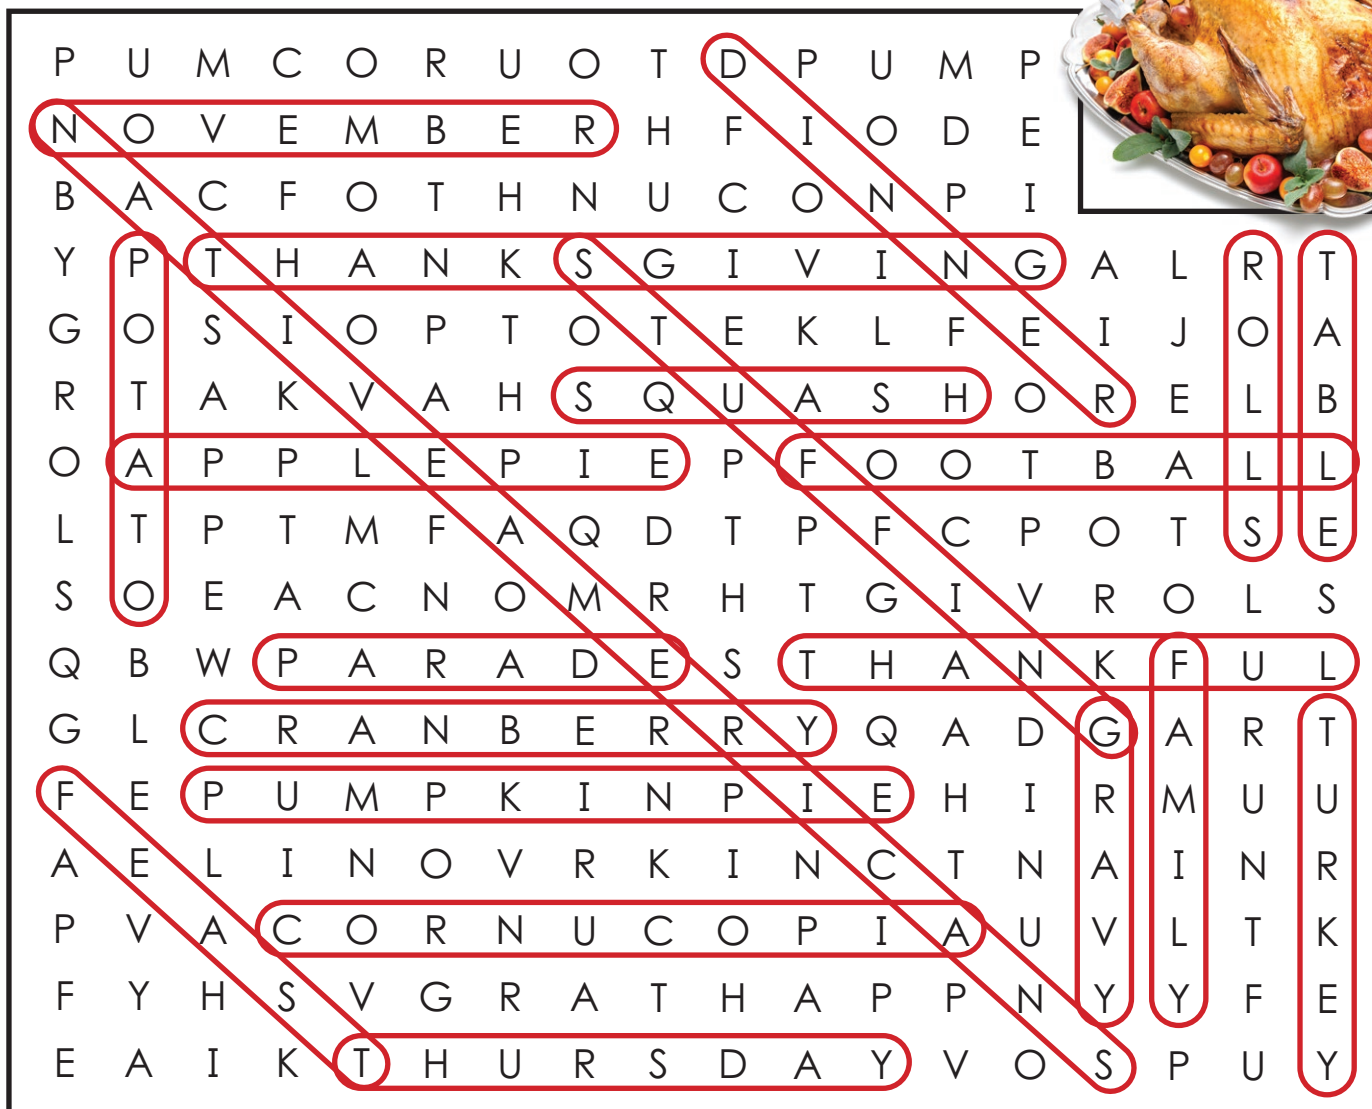 P U M C O R U O T D P U M P
N O V E M B E R H F I O D E
B A C F O T H N U C O N P I
Y P T H A N K S G I V I N G A L R T
G O S I O P T O T E K L F E I J O A
R T A K V A H S Q U A S H O R E L B
O A P P L E P I E P F O O T B A L L
L T P T M F A Q D T P F C P O T S E
S O E A C N O M R H T G I V R O L S
Q B W P A R A D E S T H A N K F U L
G L C R A N B E R R Y Q A D G A R T
F E P U M P K I N P I E H I R M U U
A E L I N O V R K I N C T N A I N R
P V A C O R N U C O P I A U V L T K
F Y H S V G R A T H A P P N Y Y F E
E A I K T H U R S D A Y V O S P U Y